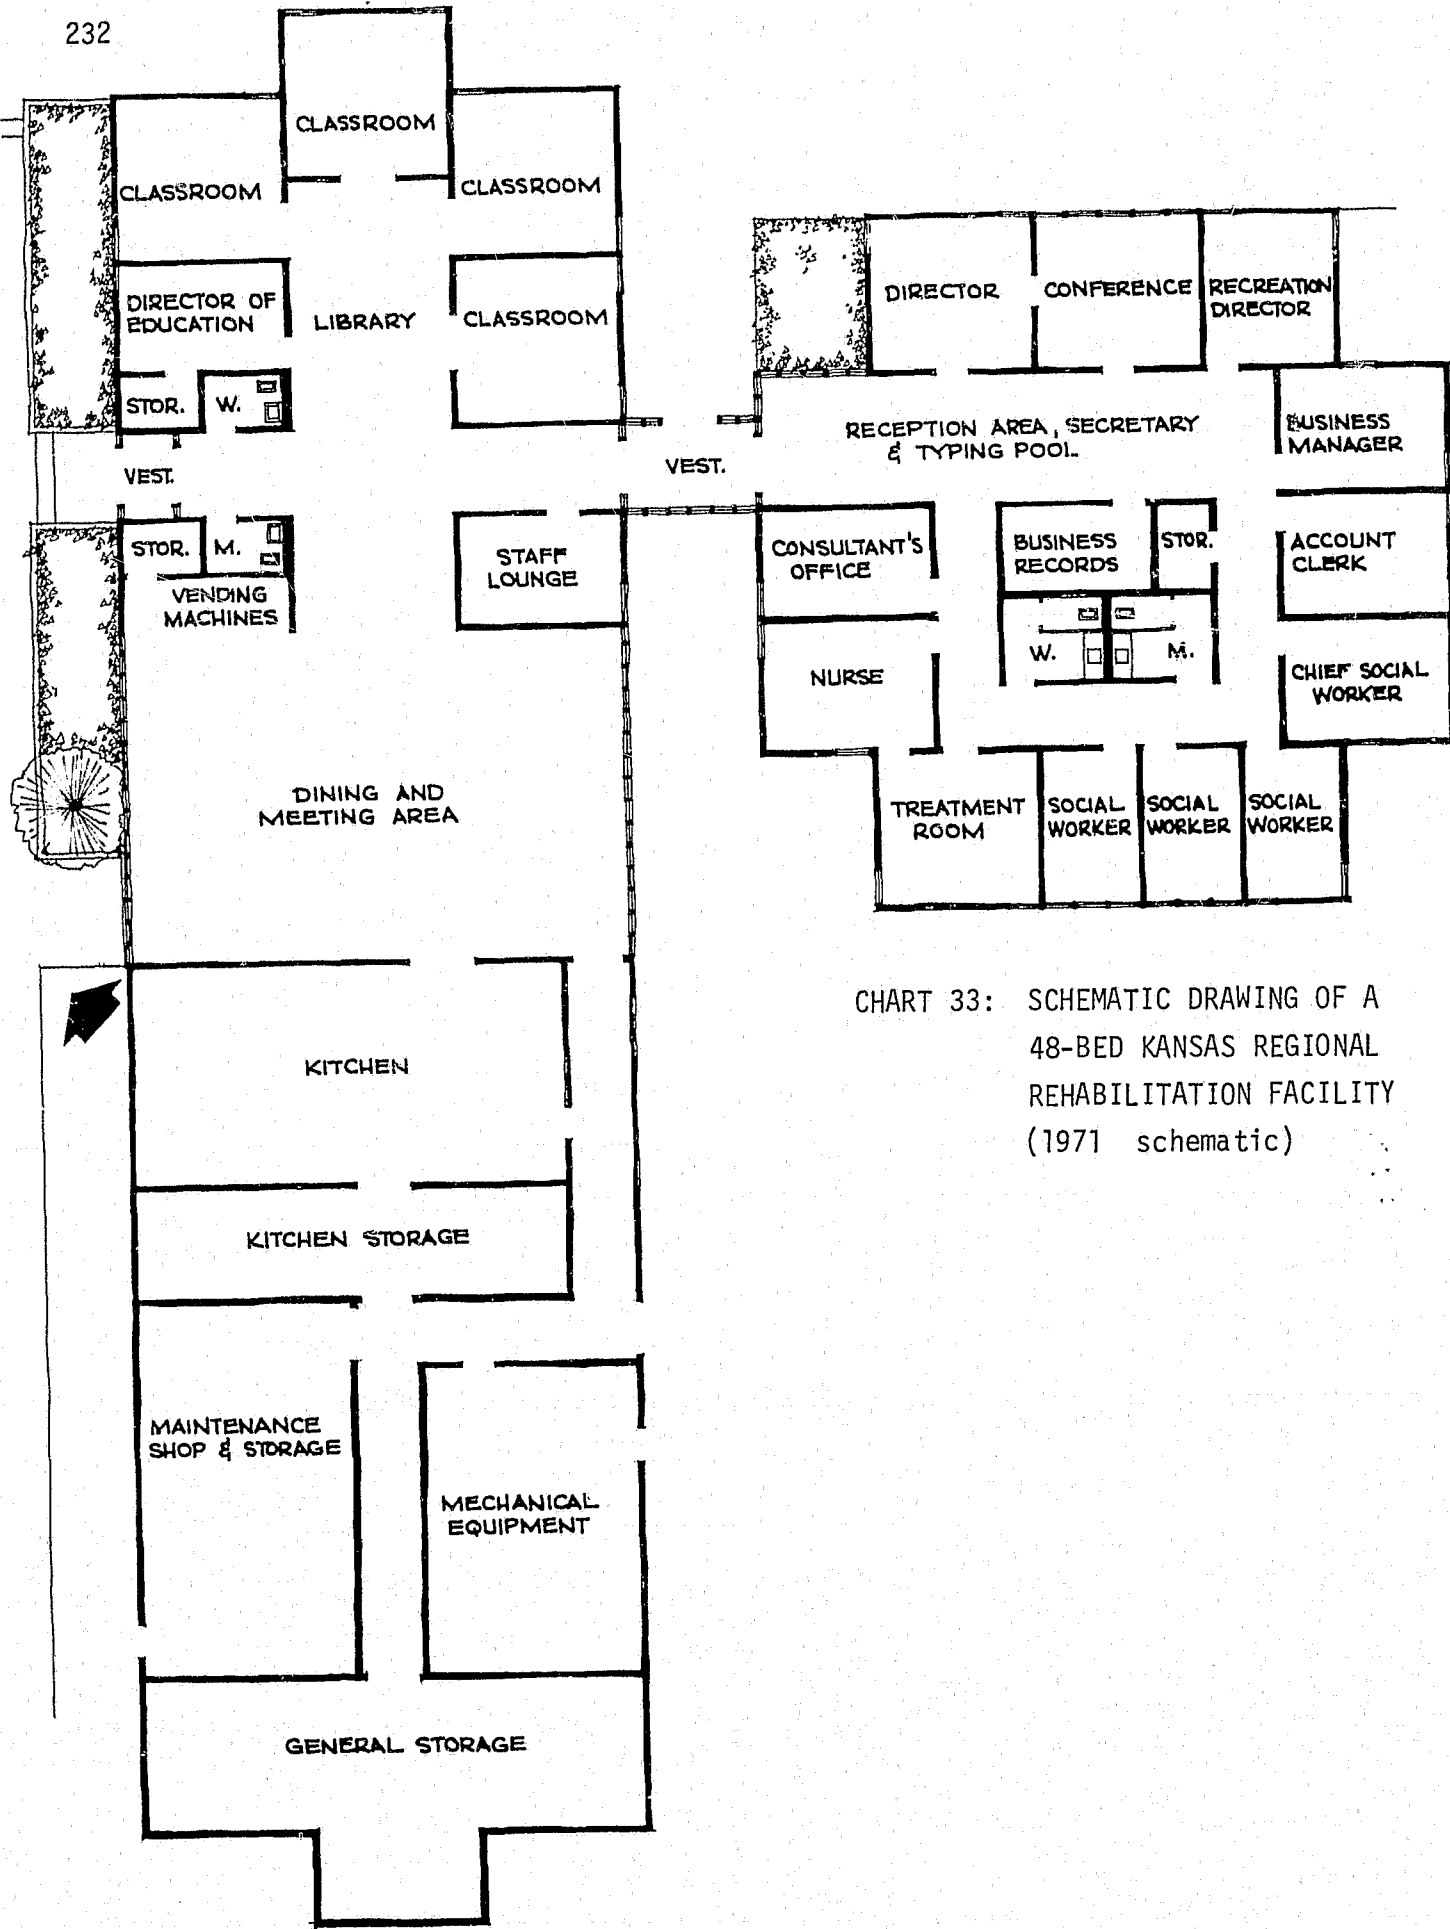 232
CLASSROOM
CLASSROOM
CLASSROOM
DIRECTOR OF
EDUCATION
LIBRARY
CLASSROOM
STOR.
W.
VEST.
STOR.
M.
VENDING
MACHINES
STAFF
LOUNGE
DINING AND
MEETING AREA
KITCHEN
KITCHEN STORAGE
MAINTENANCE
SHOP & STORAGE
MECHANICAL
EQUIPMENT
GENERAL STORAGE
VEST.
DIRECTOR
CONFERENCE
RECREATION
DIRECTOR
RECEPTION AREA, SECRETARY
& TYPING POOL
BUSINESS
MANAGER
CONSULTANT'S
OFFICE
BUSINESS
RECORDS
STOR.
ACCOUNT
CLERK
NURSE
W.
M.
CHIEF SOCIAL
WORKER
TREATMENT
ROOM
SOCIAL
WORKER
SOCIAL
WORKER
SOCIAL
WORKER
CHART 33: SCHEMATIC DRAWING OF A
48-BED KANSAS REGIONAL
REHABILITATION FACILITY
(1971 schematic)